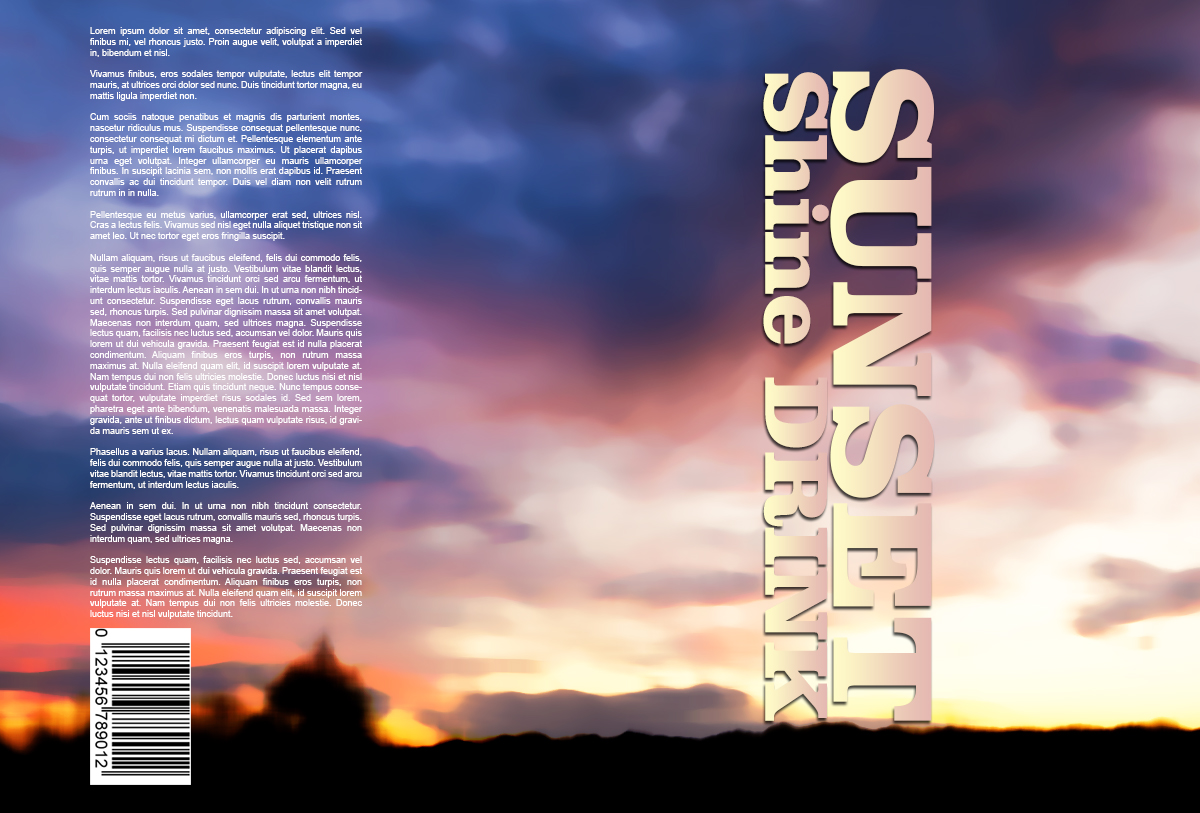 Lorem ipsum dolor sit amet, consectetur adipiscing elit. Sed vel
finibus mi, vel rhoncus justo. Proin augue velit, volutpat a imperdiet
in, bibendum et nisl.
Vivamus finibus, eros sodales tempor vulputate, lectus elit tempor
mauris, at ultrices orci dolor sed nunc. Duis tincidunt tortor magna, eu
mattis ligula imperdiet non.
Cum sociis natoque penatibus et magnis dis parturient montes,
nascetur ridiculus mus. Suspendisse consequat pellentesque nunc,
consectetur consequat mi dictum et. Pellentesque elementum ante
turpis, ut imperdiet lorem faucibus maximus. Ut placerat dapibus
urna eget volutpat. Integer ullamcorper eu mauris ullamcorper
finibus. In suscipit lacinia sem, non mollis erat dapibus id. Praesent
convallis ac dui tincidunt tempor. Duis vel diam non velit rutrum
rutrum in in nulla.
Pellentesque eu metus varius, ullamcorper erat sed, ultrices nisl.
Cras a lectus felis. Vivamus sed nisl eget nulla aliquet tristique non sit
amet leo. Ut nec tortor eget eros fringilla suscipit.
Nullam aliquam, risus ut faucibus eleifend, felis dui commodo felis,
quis semper augue nulla at justo. Vestibulum vitae blandit lectus,
vitae mattis tortor. Vivamus tincidunt orci sed arcu fermentum, ut
interdum lectus iaculis. Aenean in sem dui. In ut urna non nibh tincid-
unt consectetur. Suspendisse eget lacus rutrum, convallis mauris
sed, rhoncus turpis. Sed pulvinar dignissim massa sit amet volutpat.
Maecenas non interdum quam, sed ultrices magna. Suspendisse
lectus quam, facilisis nec luctus sed, accumsan vel dolor. Mauris quis
lorem ut dui vehicula gravida. Praesent feugiat est id nulla placerat
condimentum. Aliquam finibus eros turpis, non rutrum massa
maximus at. Nulla eleifend quam elit, id suscipit lorem vulputate at.
Nam tempus dui non felis ultricies molestie. Donec luctus nisi et nisl
vulputate tincidunt. Etiam quis tincidunt neque. Nunc tempus conse-
quat tortor, vulputate imperdiet risus sodales id. Sed sem lorem,
pharetra eget ante bibendum, venenatis malesuada massa. Integer
gravida, ante ut finibus dictum, lectus quam vulputate risus, id gravi-
da mauris sem ut ex.
Phasellus a varius lacus. Nullam aliquam, risus ut faucibus eleifend,
felis dui commodo felis, quis semper augue nulla at justo. Vestibulum
vitae blandit lectus, vitae mattis tortor. Vivamus tincidunt orci sed arcu
fermentum, ut interdum lectus iaculis.
Aenean in sem dui. In ut urna non nibh tincidunt consectetur.
Suspendisse eget lacus rutrum, convallis mauris sed, rhoncus turpis.
Sed pulvinar dignissim massa sit amet volutpat. Maecenas non
interdum quam, sed ultrices magna.
Suspendisse lectus quam, facilisis nec luctus sed, accumsan vel
dolor. Mauris quis lorem ut dui vehicula gravida. Praesent feugiat est
id nulla placerat condimentum. Aliquam finibus eros turpis, non
rutrum massa maximus at. Nulla eleifend quam elit, id suscipit lorem
vulputate at. Nam tempus dui non felis ultricies molestie. Donec
luctus nisi et nisl vulputate tincidunt.
0 123456 789012
SUNSET
Shine DRINK